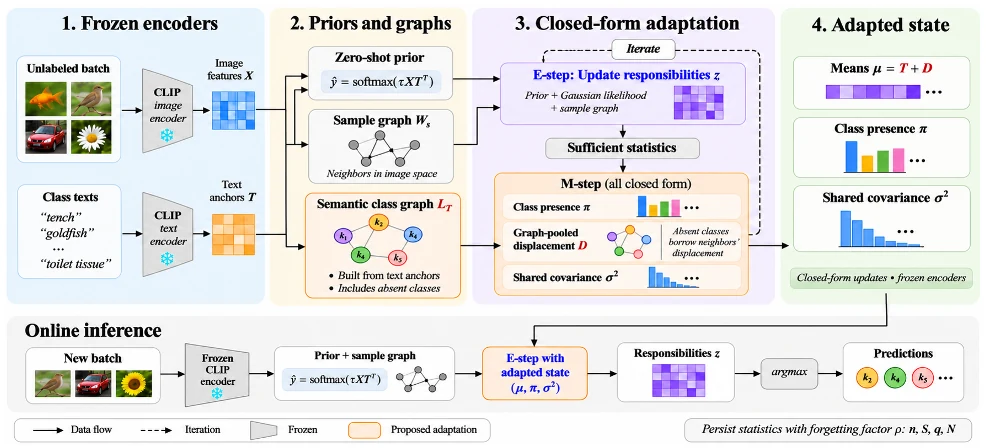 1. Frozen encoders
Unlabeled batch
CLIP
image
encoder
Image
features X
Class texts
“tench”
“goldfish”
...
“toilet tissue”
CLIP
text
encoder
Text
anchors T
2. Priors and graphs
Zero-shot prior
ŷ = softmax(τXTᵀ)
Sample graph Wₛ
Neighbors in image space
Semantic class graph L_T
k₁
k₂
k₄
k₄
k₅
• Built from text anchors
• Includes absent classes
3. Closed-form adaptation
Iterate
E-step: Update responsibilities z
Prior + Gaussian likelihood
+ sample graph
Sufficient statistics
M-step (all closed form)
Class presence π
Graph-pooled
displacement D
Absent classes
borrow neighbors’
displacement
Shared covariance σ²
4. Adapted state
Means μ = T + D
Class presence π
Shared covariance σ²
Closed-form updates • frozen encoders
Online inference
New batch
Frozen
CLIP
encoder
Prior + sample graph
ŷ = softmax(τXTᵀ)
E-step with
adapted state
(μ, π, σ²)
Responsibilities z
argmax
Predictions
k₂
k₄
k₅
Data flow
Iteration
Frozen
Proposed adaptation
Persist statistics with forgetting factor ρ: n, S, q, N